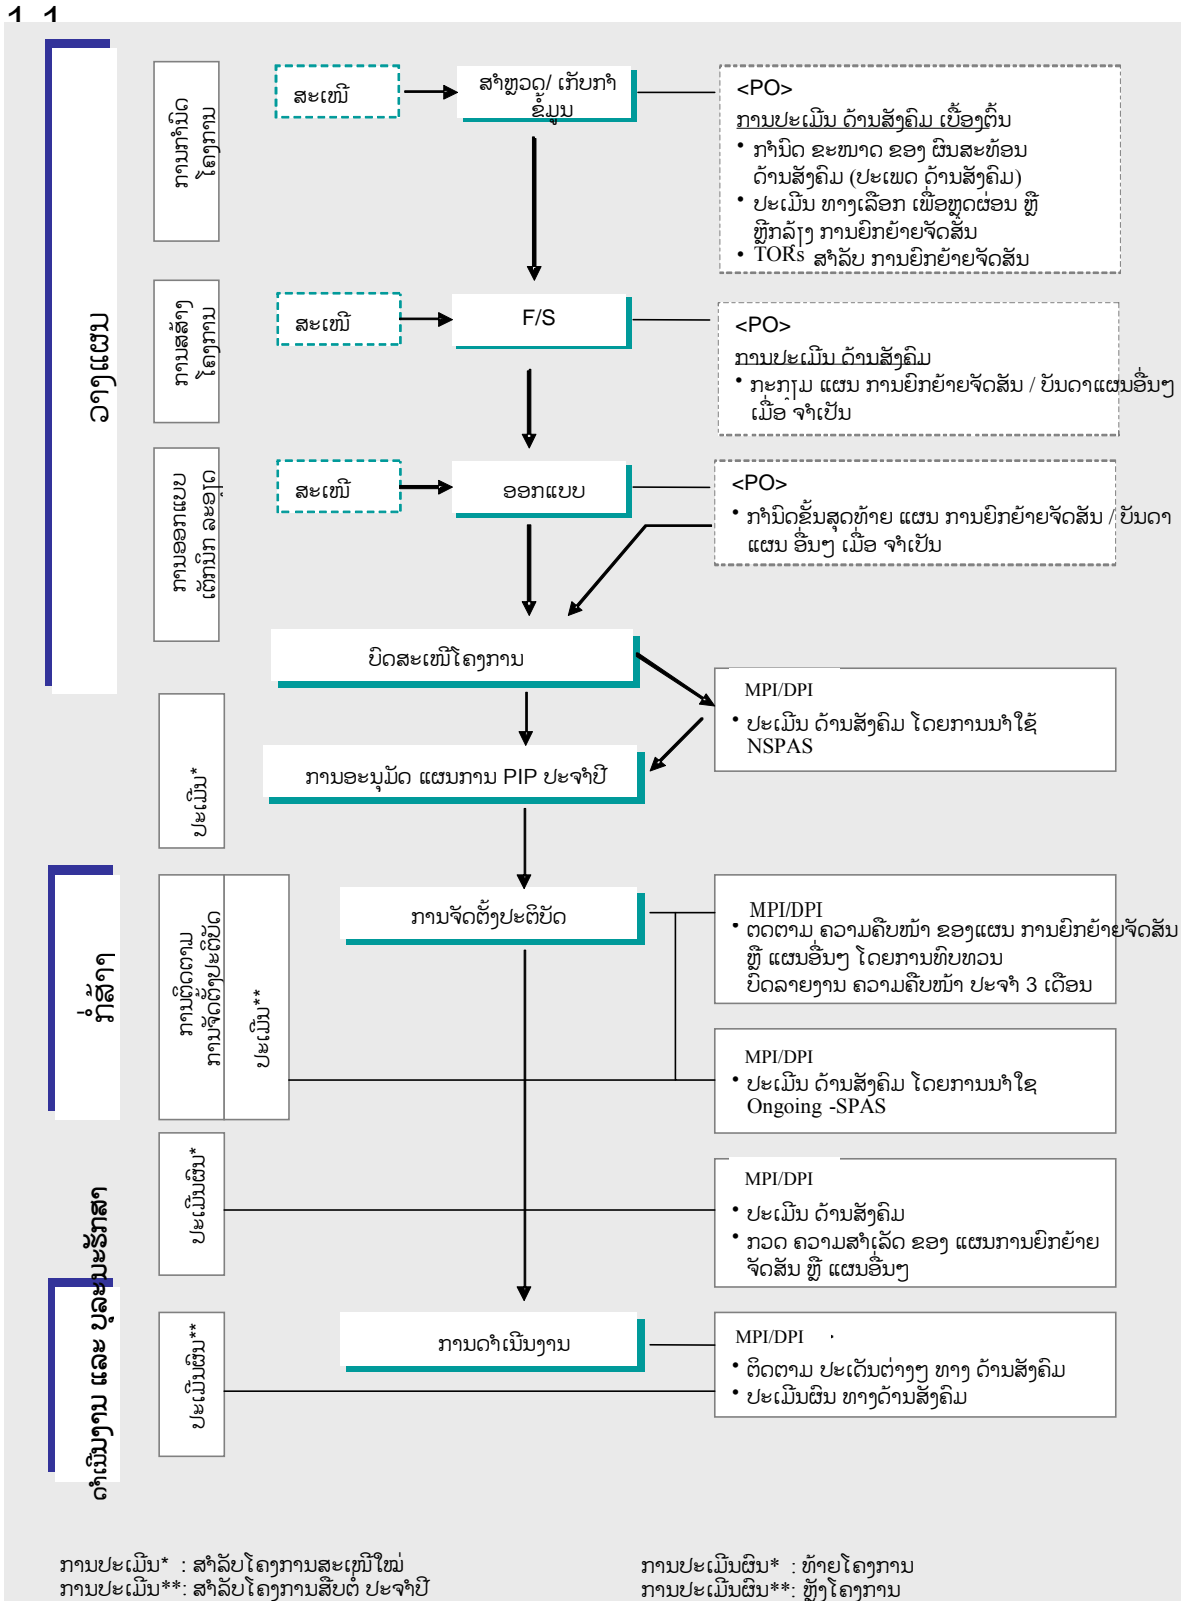 1 1
ວາງແຜນ
ການກຳນົດ
ໂຄງການ
ສະເໜີ
ສຳຫຼວດ/ ເກັບກຳ
ຂໍ້ມູນ
<PO>
ການປະເມີນ ດ້ານສັງຄົມ ເບື້ອງຕົ້ນ
• ກຳນົດ ຂະໜາດ ຂອງ ຜົນສະທ້ອນ
ດ້ານສັງຄົມ (ປະເພດ ດ້ານສັງຄົມ)
• ປະເມີນ ທາງເລືອກ ເພື່ອຫຼຸດຜ່ອນ ຫຼື
ຫຼີກລ້ຽງ ການຍົກຍ້າຍຈັດສັນ
• TORs ສຳລັບ ການຍົກຍ້າຍຈັດສັນ
ການສ້າງ
ໂຄງການ
ສະເໜີ
F/S
<PO>
ການປະເມີນ ດ້ານສັງຄົມ
• ກະກຽມ ແຜນ ການຍົກຍ້າຍຈັດສັນ / ບັນດາແຜນອື່ນໆ
ເມື່ອ ຈຳເປັນ
ການອອກແບບ
ເຕັກນິກ ລະອຽດ
ສະເໜີ
ອອກແບບ
<PO>
• ກຳນົດຂັ້ນສຸດທ້າຍ ແຜນ ການຍົກຍ້າຍຈັດສັນ / ບັນດາ
ແຜນ ອື່ນໆ ເມື່ອ ຈຳເປັນ
ບົດສະເໜີໂຄງການ
MPI/DPI
• ປະເມີນ ດ້ານສັງຄົມ ໂດຍການນຳໃຊ້
NSPAS
ປະເມີນ*
ການອະນຸມັດ ແຜນການ PIP ປະຈຳປີ
ກໍ່ສ້າງ
ການຕິດຕາມ
ການຈັດຕັ້ງປະຕິບັດ
ປະເມີນ**
ການຈັດຕັ້ງປະຕິບັດ
MPI/DPI
• ຕດຕາມ ຄວາມຄືບໜ້າ ຂອງແຜນ ການຍົກຍ້າຍຈັດສັນ
ຫຼື ແຜນອື່ນໆ ໂດຍການທົບທວນ
ບົດລາຍງານ ຄວາມຄືບໜ້າ ປະຈຳ 3 ເດືອນ
MPI/DPI
• ປະເມີນ ດ້ານສັງຄົມ ໂດຍການນຳໃຊ
Ongoing -SPAS
ດຳເນີນງານ ແລະ ບຸລະນະຮັກສາ
ປະເມີນຜົນ*
MPI/DPI
• ປະເມີນ ດ້ານສັງຄົມ
• ກວດ ຄວາມສຳເລັດ ຂອງ ແຜນການຍົກຍ້າຍ
ຈັດສັນ ຫຼື ແຜນອື່ນໆ
ປະເມີນຜົນ**
ການດຳເນີນງານ
MPI/DPI
• ຕິດຕາມ ປະເດັນຕ່າງໆ ທາງ ດ້ານສັງຄົມ
• ປະເມີນຜົນ ທາງດ້ານສັງຄົມ
ການປະເມີນ* : ສຳລັບໂຄງການສະເໜີໃໝ່
ການປະເມີນ**: ສຳລັບໂຄງການສືບຕໍ່ ປະຈຳປີ
ການປະເມີນຜົນ* : ທ້າຍໂຄງການ
ການປະເມີນຜົນ**: ຫຼັງໂຄງການ